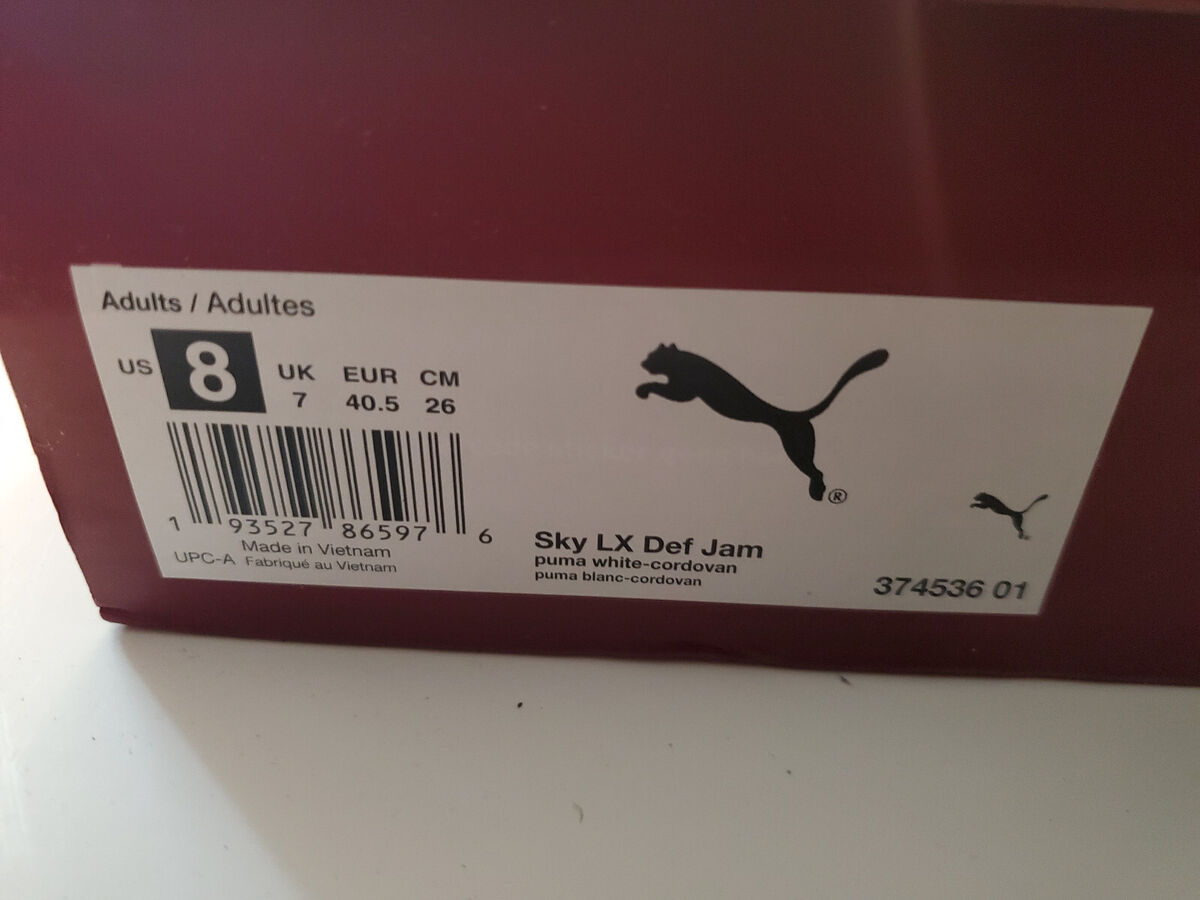 Adults / Adultes
US 8 UK EUR CM
7 40.5 26
1 93527 86597 6
UPC-A Made in Vietnam
Fabriqué au Vietnam
®
Sky LX Def Jam
puma white-cordovan
puma blanc-cordovan
374536 01